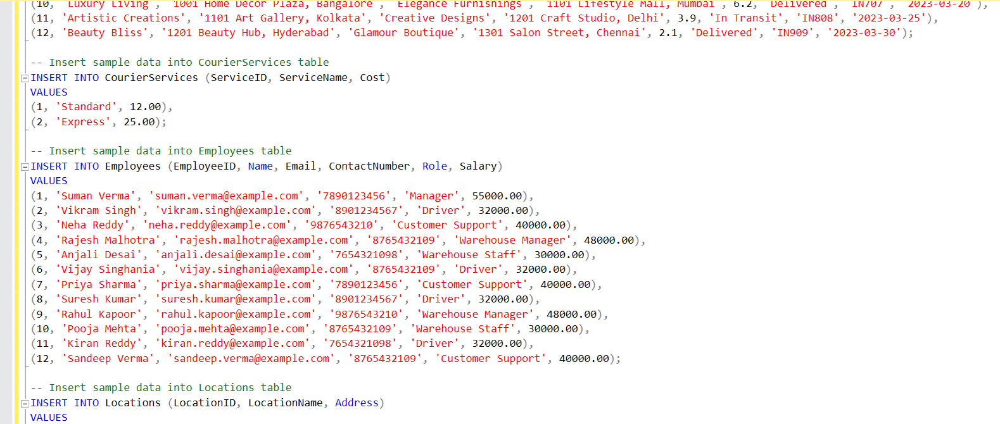 (10, 'Luxury Living', '1001 Home Decor Plaza, Bangalore', 'Elegance Furnishings', '1101 Lifestyle Mall, Mumbai', 6.2, 'Delivered', 'IN707', '2023-03-20'),
(11, 'Artistic Creations', '1101 Art Gallery, Kolkata', 'Creative Designs', '1201 Craft Studio, Delhi', 3.9, 'In Transit', 'IN808', '2023-03-25'),
(12, 'Beauty Bliss', '1201 Beauty Hub, Hyderabad', 'Glamour Boutique', '1301 Salon Street, Chennai', 2.1, 'Delivered', 'IN909', '2023-03-30');
-- Insert sample data into CourierServices table
INSERT INTO CourierServices (ServiceID, ServiceName, Cost)
VALUES
(1, 'Standard', 12.00),
(2, 'Express', 25.00);
-- Insert sample data into Employees table
INSERT INTO Employees (EmployeeID, Name, Email, ContactNumber, Role, Salary)
VALUES
(1, 'Suman Verma', 'suman.verma@example.com', '7890123456', 'Manager', 55000.00),
(2, 'Vikram Singh', 'vikram.singh@example.com', '8901234567', 'Driver', 32000.00),
(3, 'Neha Reddy', 'neha.reddy@example.com', '9876543210', 'Customer Support', 40000.00),
(4, 'Rajesh Malhotra', 'rajesh.malhotra@example.com', '8765432109', 'Warehouse Manager', 48000.00),
(5, 'Anjali Desai', 'anjali.desai@example.com', '7654321098', 'Warehouse Staff', 30000.00),
(6, 'Vijay Singhania', 'vijay.singhania@example.com', '8765432109', 'Driver', 32000.00),
(7, 'Priya Sharma', 'priya.sharma@example.com', '7890123456', 'Customer Support', 40000.00),
(8, 'Suresh Kumar', 'suresh.kumar@example.com', '8901234567', 'Driver', 32000.00),
(9, 'Rahul Kapoor', 'rahul.kapoor@example.com', '9876543210', 'Warehouse Manager', 48000.00),
(10, 'Pooja Mehta', 'pooja.mehta@example.com', '8765432109', 'Warehouse Staff', 30000.00),
(11, 'Kiran Reddy', 'kiran.reddy@example.com', '7654321098', 'Driver', 32000.00),
(12, 'Sandeep Verma', 'sandeep.verma@example.com', '8765432109', 'Customer Support', 40000.00);
-- Insert sample data into Locations table
INSERT INTO Locations (LocationID, LocationName, Address)
VALUES